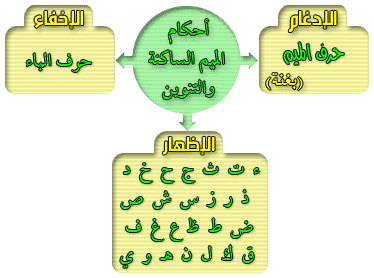 أحكام
الميم الساكنة
والتنوين
الإدغام
حرف الميم
(بغنة)
الإخفاء
حرف الباء
الإظهار
ء ت ث ج ح خ د
ذ ر ز س ش ص
ض ط ظ ع غ ف
ق ك ل ن هـ و ي